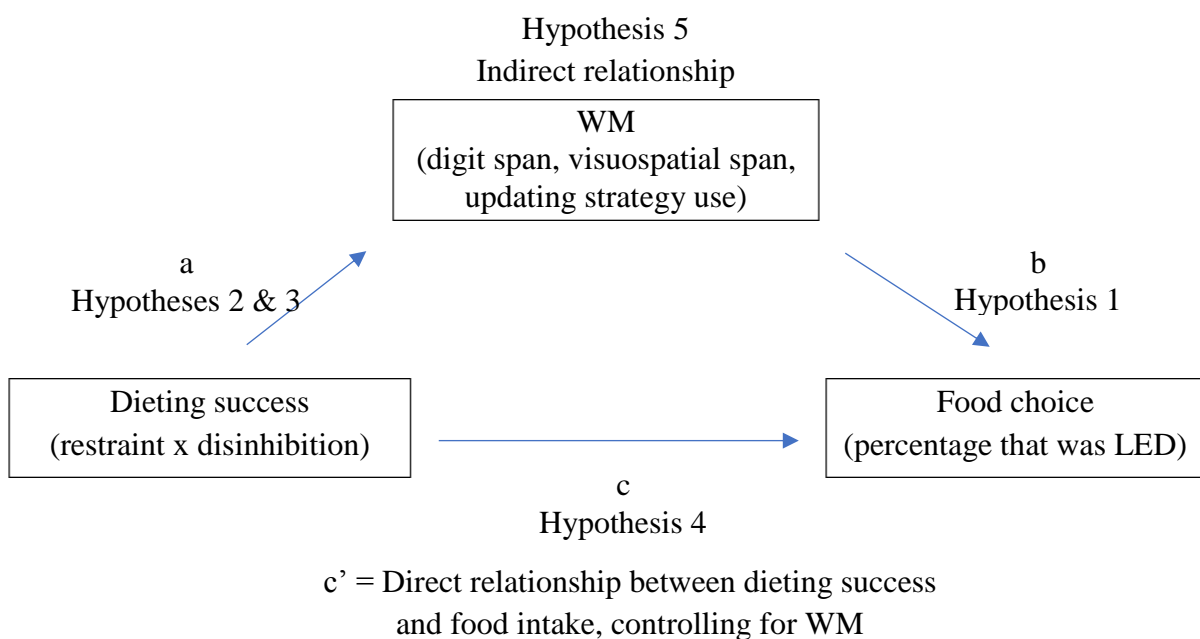 Hypothesis 5
Indirect relationship
WM
(digit span, visuospatial span,
updating strategy use)
a
Hypotheses 2 & 3
b
Hypothesis 1
Dieting success
(restraint x disinhibition)
Food choice
(percentage that was LED)
c
Hypothesis 4
c’ = Direct relationship between dieting success
and food intake, controlling for WM